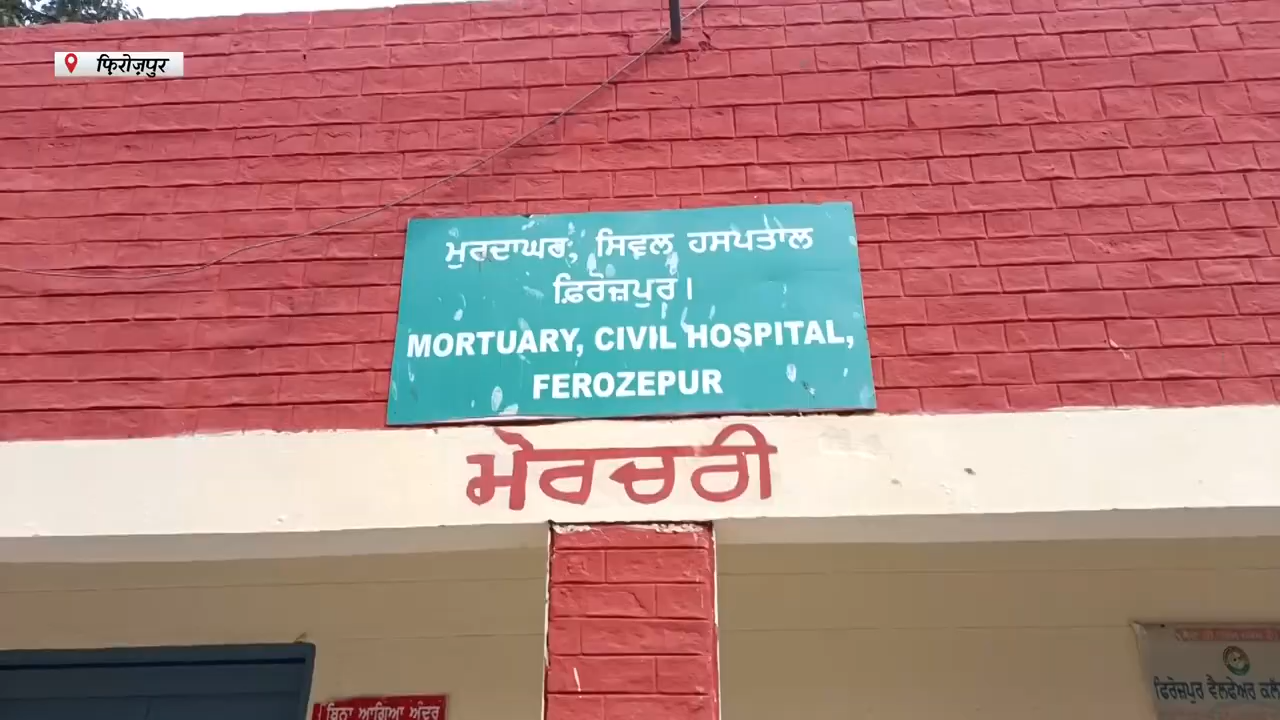 फ़िरोज़पुर
ਮੁਰਦਾਘਰ, ਸਿਵਲ ਹਸਪਤਾਲ
ਫ਼ਿਰੋਜ਼ਪੁਰ।
MORTUARY, CIVIL HOSPITAL,
FEROZEPUR
ਮੋਰਚਰੀ
ਫਿਰੋਜ਼ਪੁਰ ਵੈਲਫੇਅਰ
ਬਿਨਾ ਆਗਿਆ ਅੰਦਰ